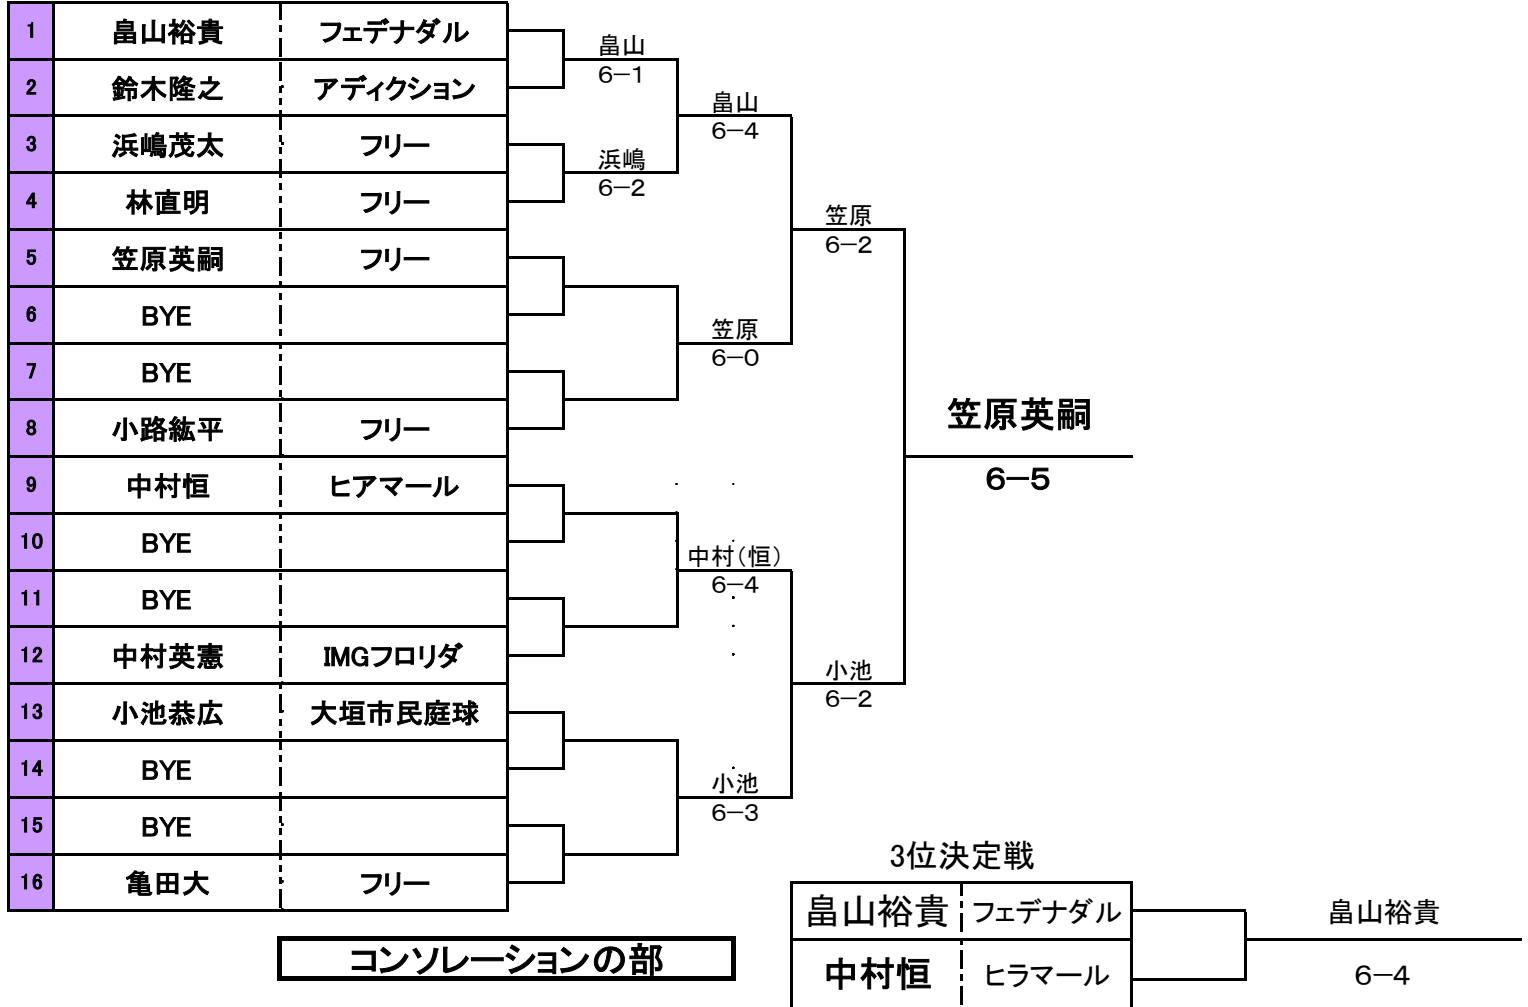 1 畠山裕貴 フェデナダル
2 鈴木隆之 アディクション
3 浜嶋茂太 フリー
4 林直明 フリー
5 笠原英嗣 フリー
6 BYE
7 BYE
8 小路紘平 フリー
9 中村恒 ヒアマール
10 BYE
11 BYE
12 中村英憲 IMGフロリダ
13 小池恭広 大垣市民庭球
14 BYE
15 BYE
16 亀田大 フリー
畠山
6－1
浜嶋
6－2
畠山
6－4
笠原
6－0
中村（恒）
6－4
小池
6－3
笠原
6－2
小池
6－2
笠原英嗣
6－5
コンソレーションの部
3位決定戦
畠山裕貴 フェデナダル
中村恒 ヒラマール
畠山裕貴
6－4